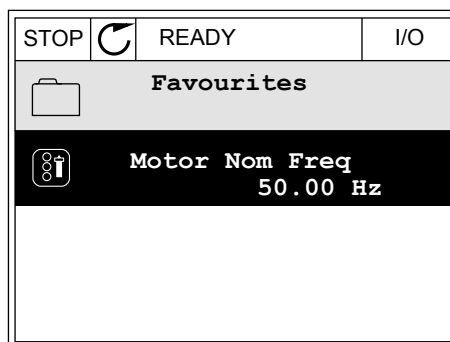 STOP READY I/O
Favourites
Motor Nom Freq
50.00 Hz